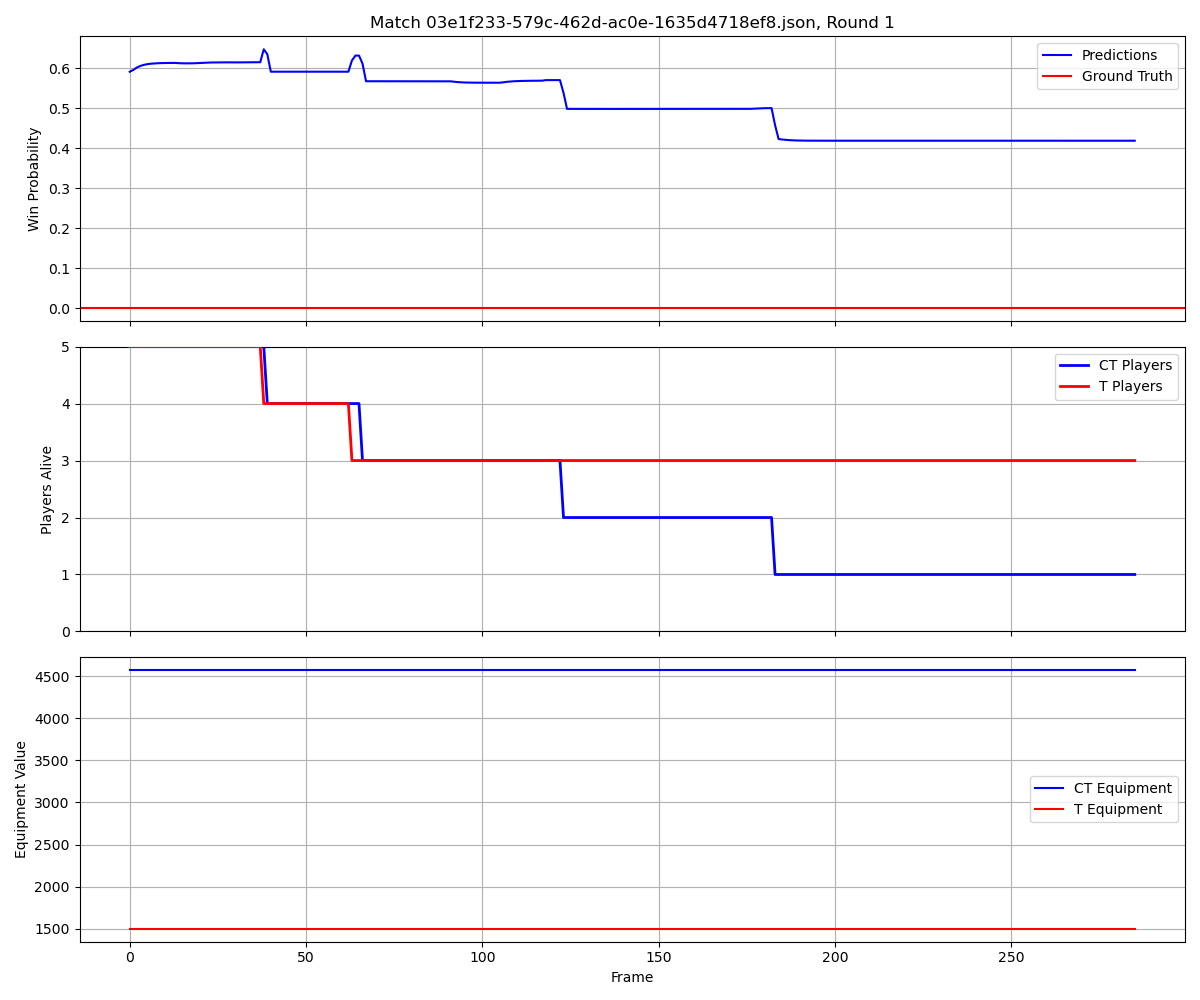 Match 03e1f233-579c-462d-ac0e-1635d4718ef8.json, Round 1
Win Probability
0.6
0.5
0.4
0.3
0.2
0.1
0.0
Predictions
Ground Truth
Players Alive
5
4
3
2
1
0
CT Players
T Players
Equipment Value
4500
4000
3500
3000
2500
2000
1500
CT Equipment
T Equipment
0 50 100 150 200 250
Frame